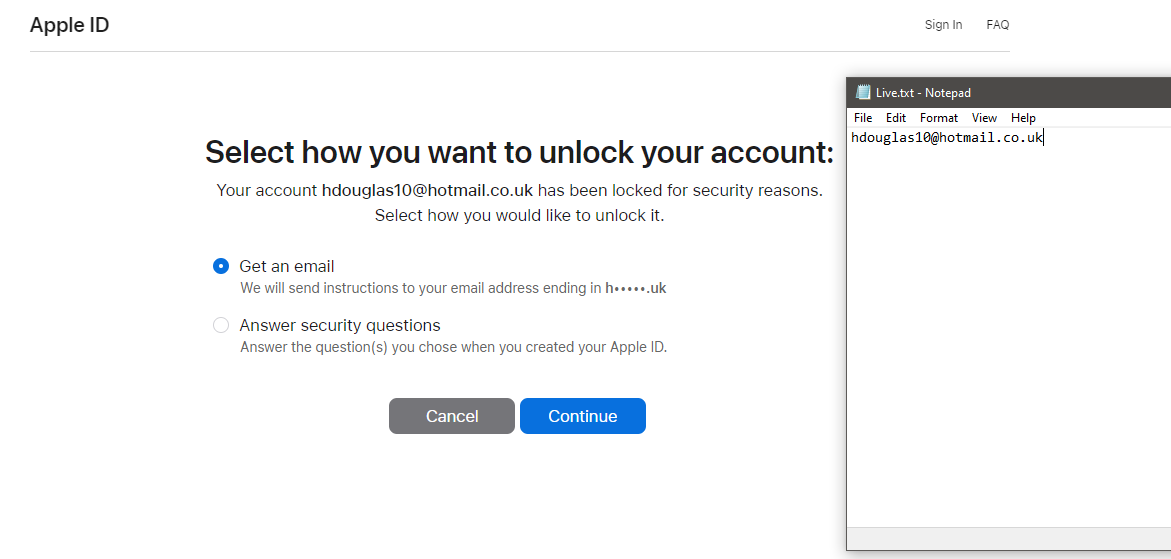 Apple ID
Sign In FAQ
Select how you want to unlock your account:
Your account hdouglas10@hotmail.co.uk has been locked for security reasons.
Select how you would like to unlock it.
Get an email
We will send instructions to your email address ending in h•••••.uk
Answer security questions
Answer the question(s) you chose when you created your Apple ID.
Cancel Continue
Live.txt - Notepad
File Edit Format View Help
hdouglas10@hotmail.co.uk